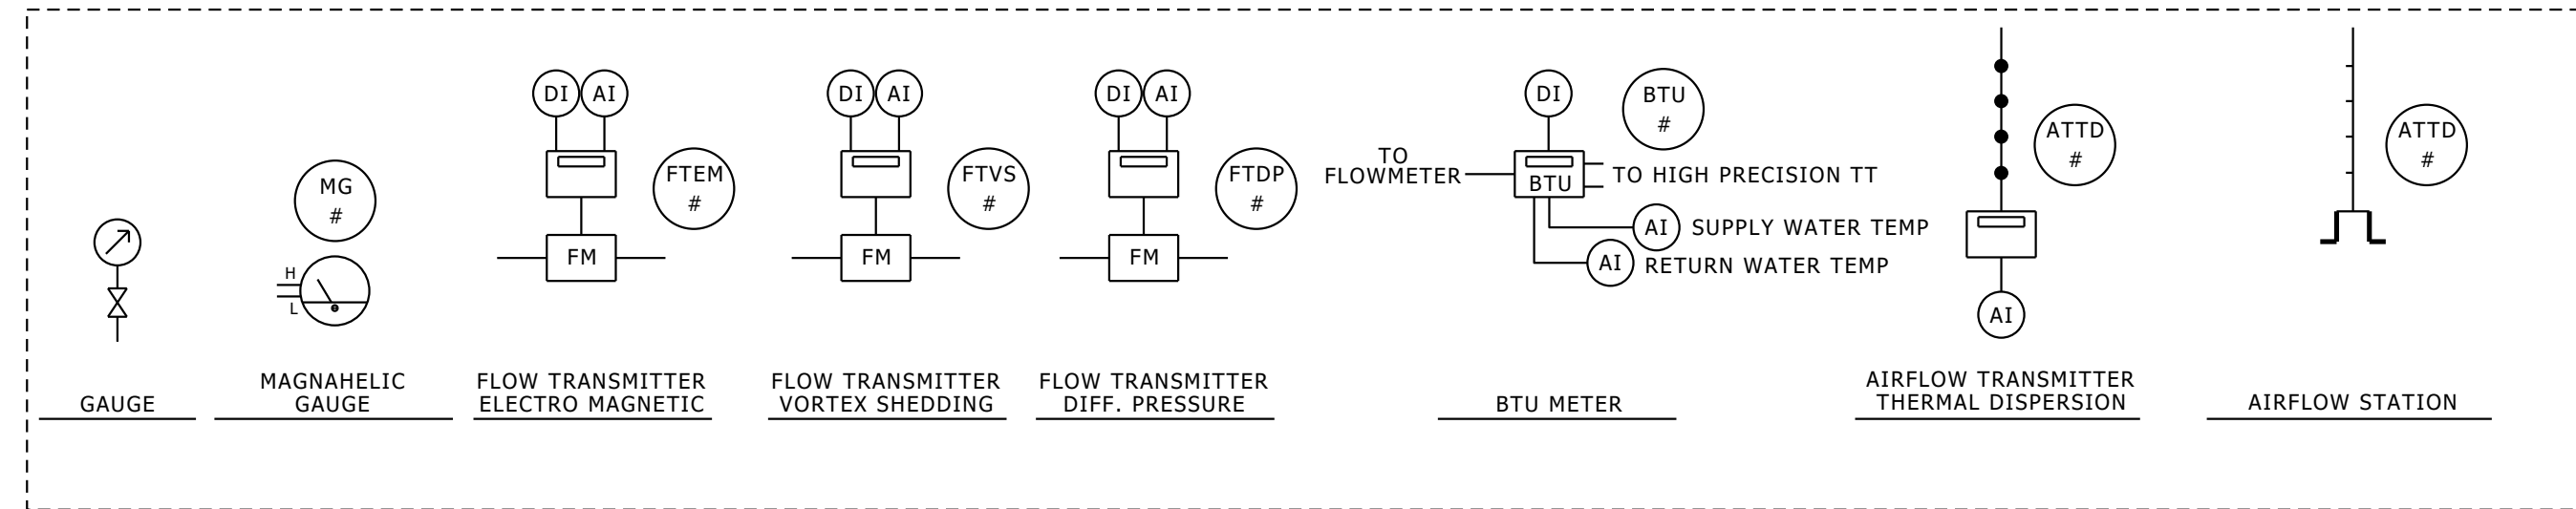 GAUGE
MG
#
H
L
MAGNAHELIC
GAUGE
DI AI
FTEM
#
FM
FLOW TRANSMITTER
ELECTRO MAGNETIC
DI AI
FTVS
#
FM
FLOW TRANSMITTER
VORTEX SHEDDING
DI AI
FTDP
#
FM
FLOW TRANSMITTER
DIFF. PRESSURE
DI
BTU
#
TO
FLOWMETER
BTU
TO HIGH PRECISION TT
AI SUPPLY WATER TEMP
AI RETURN WATER TEMP
BTU METER
ATTD
#
AI
AIRFLOW TRANSMITTER
THERMAL DISPERSION
ATTD
#
AIRFLOW STATION